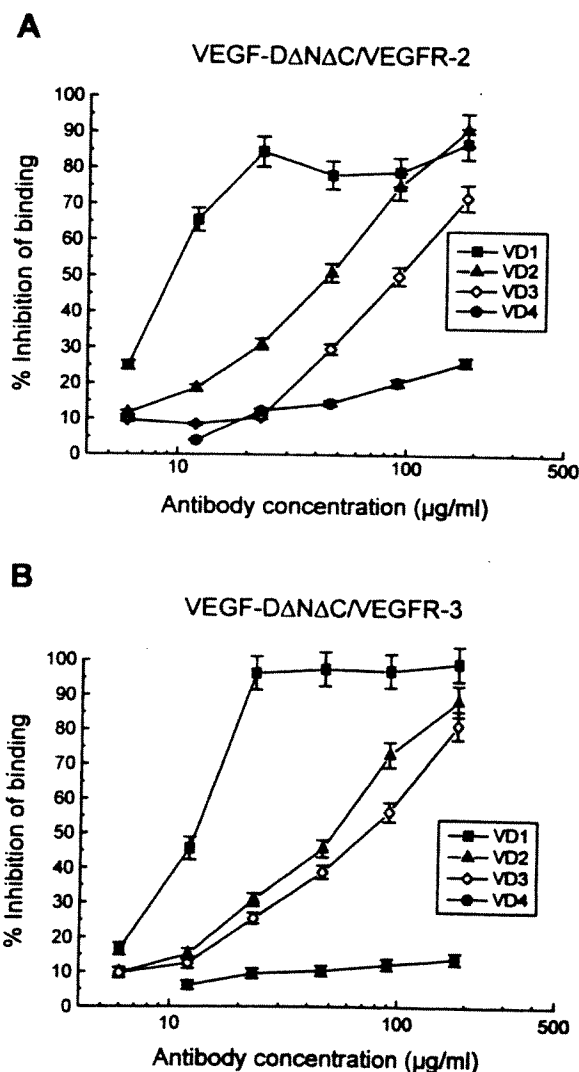 A
VEGF-DΔNΔC/VEGFR-2
100
90
80
70
60
50
40
30
20
10
0
% Inhibition of binding
VD1
VD2
VD3
VD4
10
100
500
Antibody concentration (µg/ml)
B
VEGF-DΔNΔC/VEGFR-3
100
90
80
70
60
50
40
30
20
10
0
% Inhibition of binding
VD1
VD2
VD3
VD4
10
100
500
Antibody concentration (µg/ml)